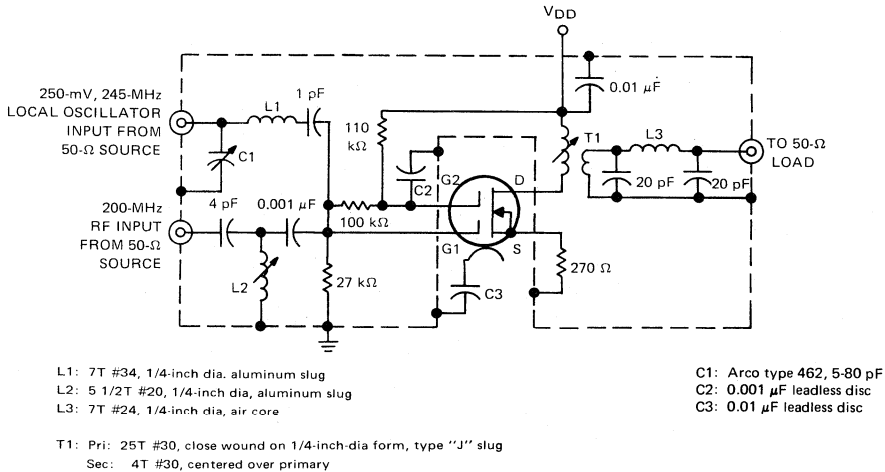 VDD
250-mV, 245-MHz
LOCAL OSCILLATOR
INPUT FROM
50-Ω SOURCE
L1
1 pF
C1
110
kΩ
0.01 μF
T1
L3
TO 50-Ω
LOAD
20 pF
20 pF
C2
G2
D
200-MHz
RF INPUT
FROM 50-Ω
SOURCE
4 pF
0.001 μF
100 kΩ
G1
S
L2
27 kΩ
C3
270 Ω
L1: 7T #34, 1/4-inch dia. aluminum slug
L2: 5 1/2T #20, 1/4-inch dia, aluminum slug
L3: 7T #24, 1/4-inch dia, air core
T1: Pri: 25T #30, close wound on 1/4-inch-dia form, type "J" slug
Sec: 4T #30, centered over primary
C1: Arco type 462, 5-80 pF
C2: 0.001 μF leadless disc
C3: 0.01 μF leadless disc